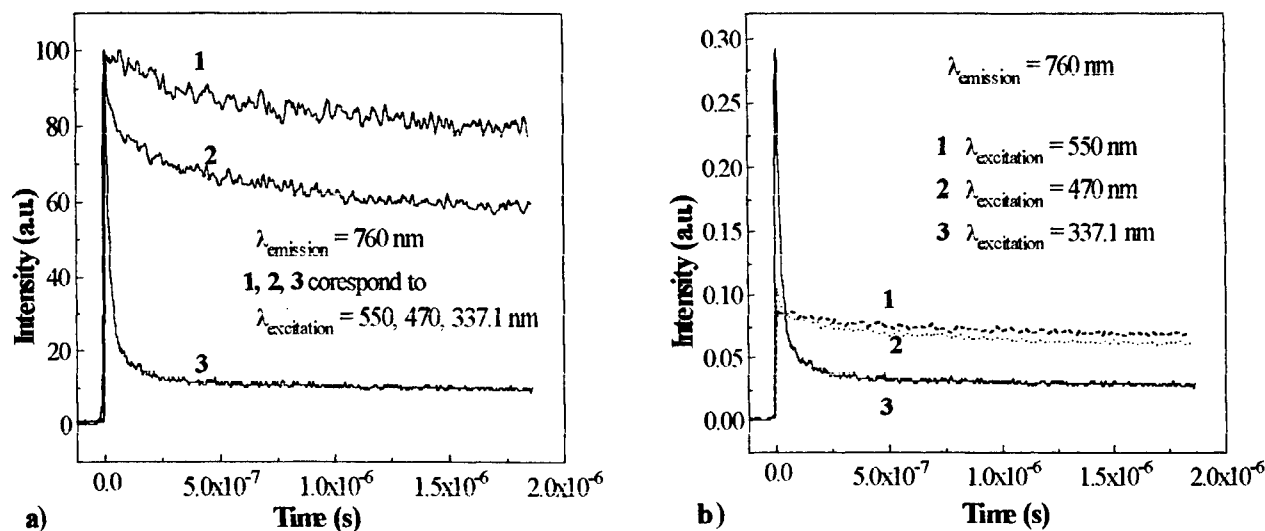 100
80
60
40
20
0
Intensity (a.u.)
1
2
3
λemission = 760 nm
1, 2, 3 corespond to
λexcitation = 550, 470, 337.1 nm
0.0 5.0x10-7 1.0x10-6 1.5x10-6 2.0x10-6
a) Time (s)
0.30
0.25
0.20
0.15
0.10
0.05
0.00
Intensity (a.u.)
λemission = 760 nm
1 λexcitation = 550 nm
2 λexcitation = 470 nm
3 λexcitation = 337.1 nm
1
2
3
0.0 5.0x10-7 1.0x10-6 1.5x10-6 2.0x10-6
b) Time (s)